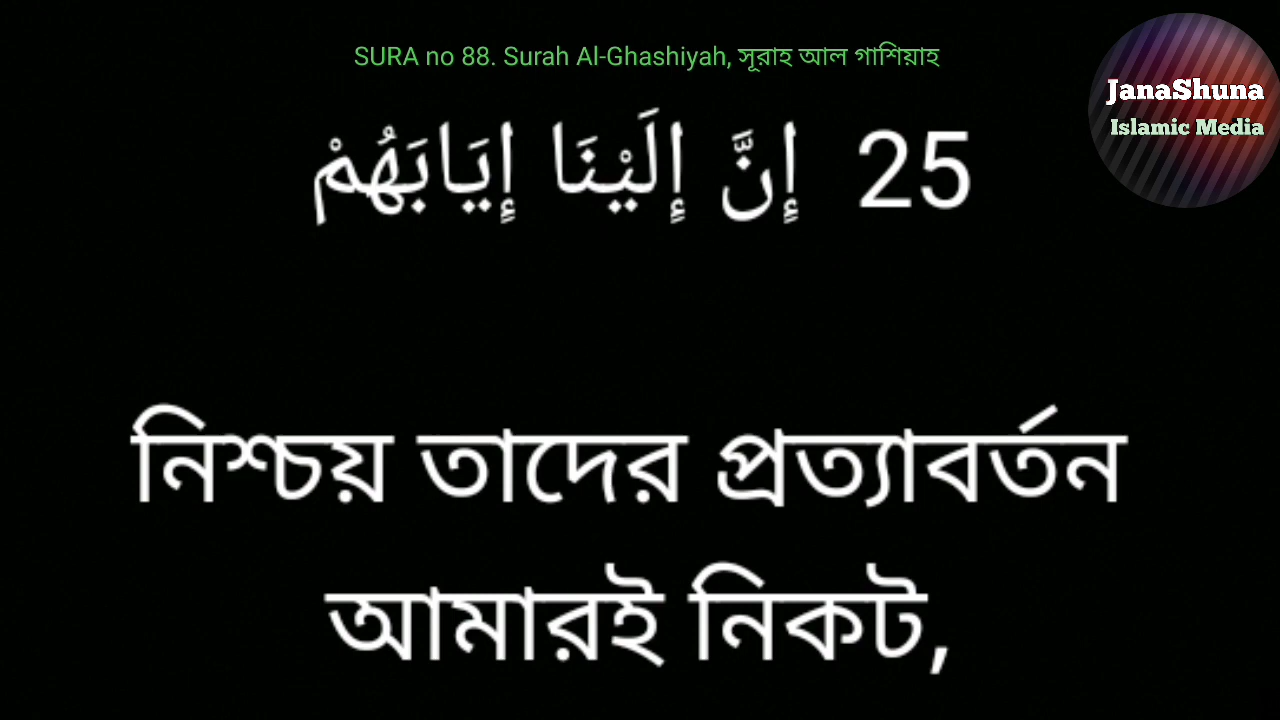 SURA no 88. Surah Al-Ghashiyah, সূরাহ আল গাশিয়াহ
JanaShuna
Islamic Media
25 إِنَّ إِلَيْنَا إِيَابَهُمْ
নিশ্চয় তাদের প্রত্যাবর্তন
আমারই নিকট,